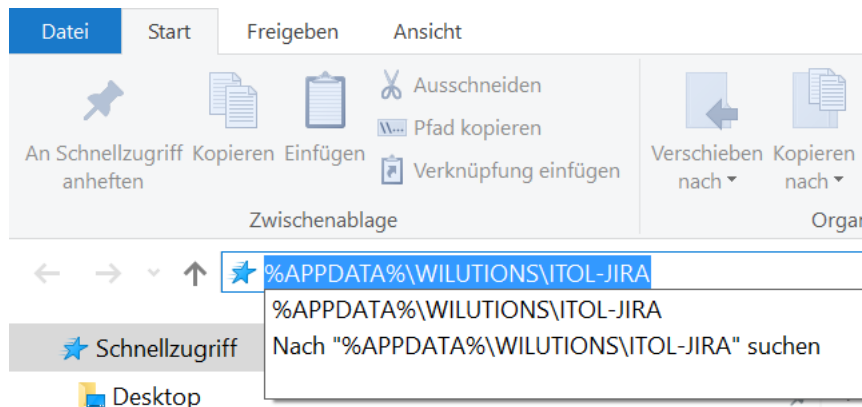 Datei Start Freigeben Ansicht
An Schnellzugriff
anheften
Kopieren
Einfügen
Ausschneiden
Pfad kopieren
Verknüpfung einfügen
Verschieben
nach
Kopieren
nach
Zwischenablage
Organ
%APPDATA%\WILUTIONS\ITOL-JIRA
%APPDATA%\WILUTIONS\ITOL-JIRA
Nach "%APPDATA%\WILUTIONS\ITOL-JIRA" suchen
Schnellzugriff
Desktop